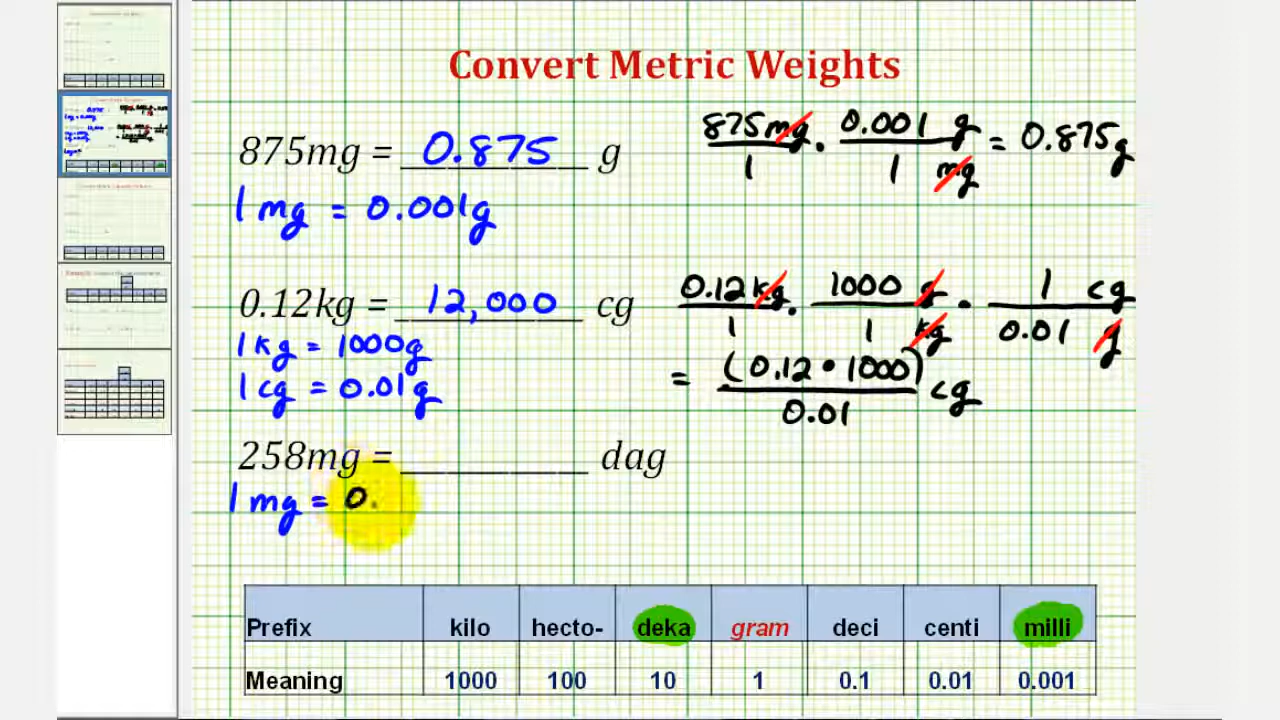 Convert Metric Weights
875mg = 0.875 g
1 mg = 0.001g
875mg/1 · 0.001 g/1 mg = 0.875g
0.12kg = 12,000 cg
1 kg = 1000g
1 cg = 0.01g
0.12kg/1 · 1000 g/1 kg · 1 cg/0.01 g
= (0.12 • 1000)/0.01 cg
258mg = ________ dag
1 mg = 0.
Prefix kilo hecto- deka gram deci centi milli
Meaning 1000 100 10 1 0.1 0.01 0.001